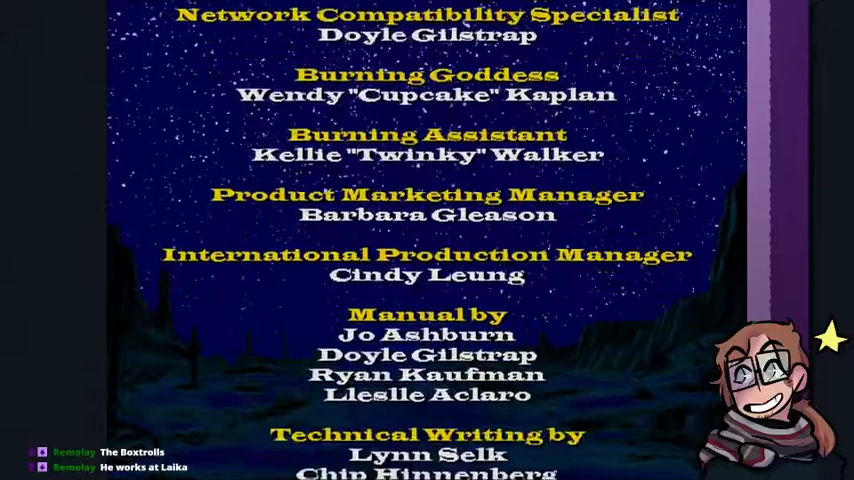 Network Compatibility Specialist
Doyle Gilstrap
Burning Goddess
Wendy "Cupcake" Kaplan
Burning Assistant
Kellie "Twinky" Walker
Product Marketing Manager
Barbara Gleason
International Production Manager
Cindy Leung
Manual by
Jo Ashburn
Doyle Gilstrap
Ryan Kaufman
Lleslle Aclaro
Technical Writing by
Lynn Selk
Chip Hinnenberg
Remolay The Boxtrolls
Remolay He works at Laika